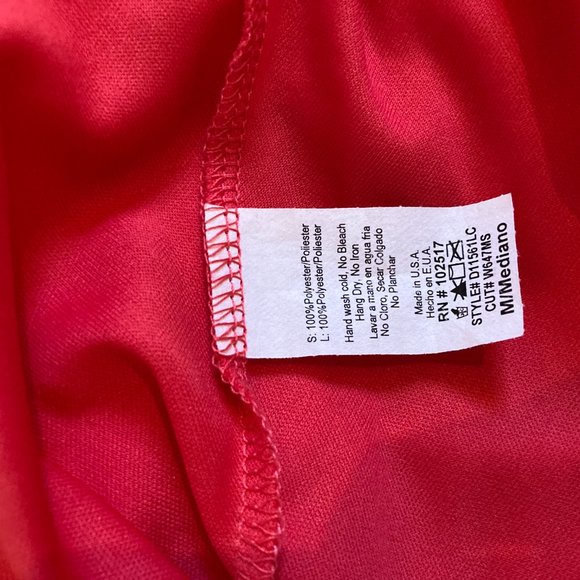 S: 100%Polyester/Poliester
L: 100%Polyester/Poliester
Hand wash cold, No Bleach
Hang Dry, No Iron
Lavar a mano en agua fria
No Cloro, Secar Colgado
No Planchar
Made in U.S.A.
Hecho en E.U.A.
RN # 102517
STYLE# D1561LC
CUT# W647MS
M/Mediano